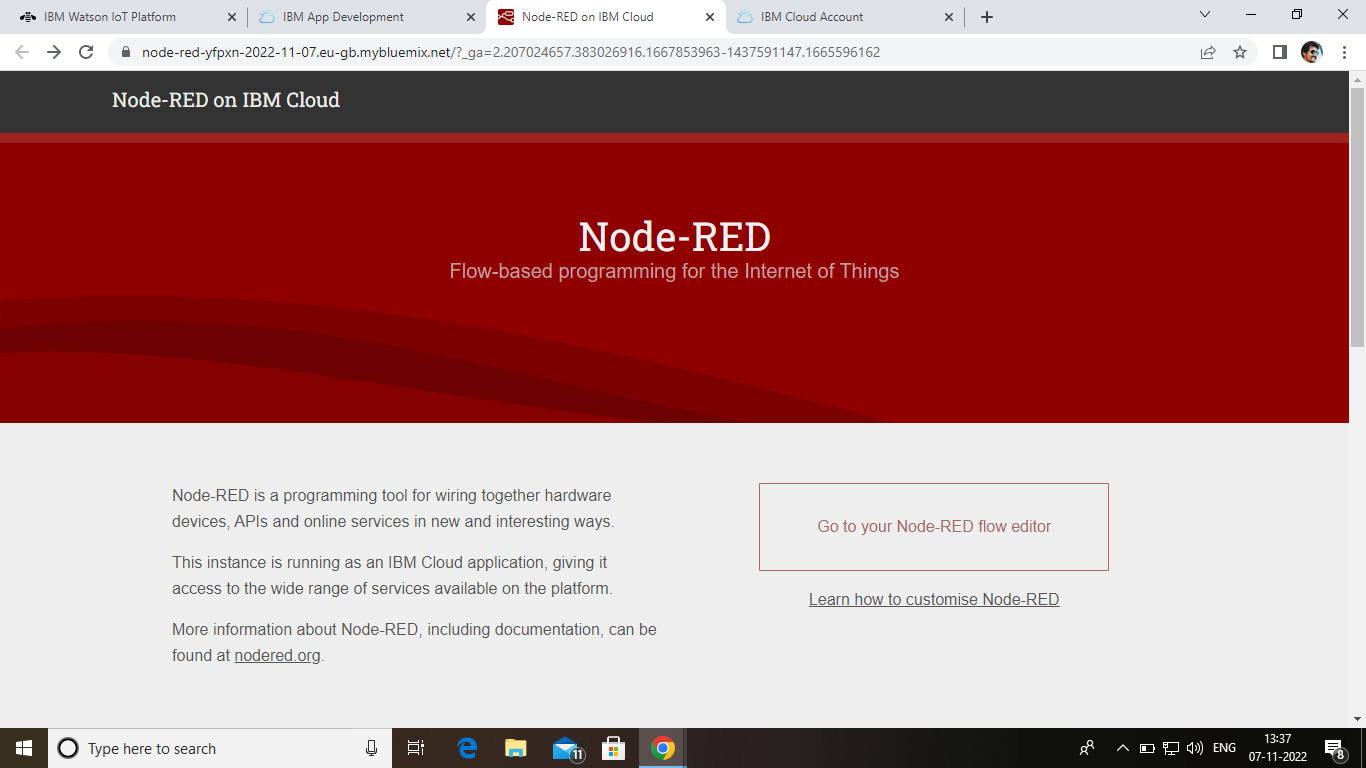 IBM Watson IoT Platform
IBM App Development
Node-RED on IBM Cloud
IBM Cloud Account
node-red-yfpxn-2022-11-07.eu-gb.mybluemix.net/?_ga=2.207024657.383026916.1667853963-1437591147.1665596162
Node-RED on IBM Cloud
Node-RED
Flow-based programming for the Internet of Things
Node-RED is a programming tool for wiring together hardware
devices, APIs and online services in new and interesting ways.
This instance is running as an IBM Cloud application, giving it
access to the wide range of services available on the platform.
More information about Node-RED, including documentation, can be
found at nodered.org.
Go to your Node-RED flow editor
Learn how to customise Node-RED
Type here to search
11
ENG
13:37
07-11-2022
8